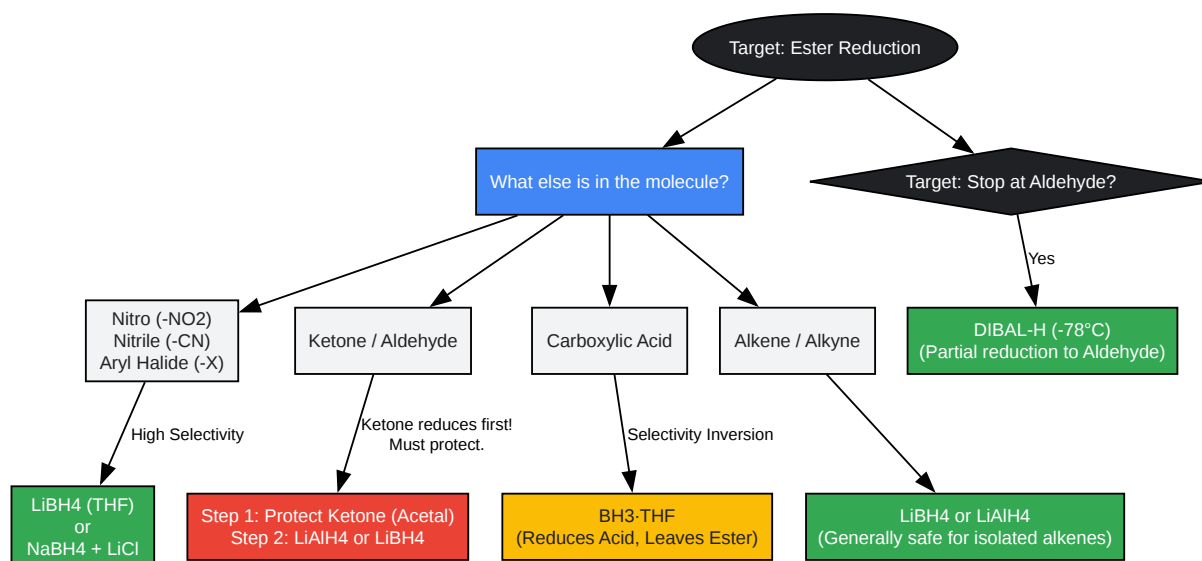 Target: Ester Reduction
What else is in the molecule?
Target: Stop at Aldehyde?
Yes
Nitro (-NO2)
Nitrile (-CN)
Aryl Halide (-X)
Ketone / Aldehyde
Carboxylic Acid
Alkene / Alkyne
DIBAL-H (-78°C)
(Partial reduction to Aldehyde)
High Selectivity
Ketone reduces first!
Must protect.
Selectivity Inversion
LiBH4 (THF)
or
NaBH4 + LiCl
Step 1: Protect Ketone (Acetal)
Step 2: LiAlH4 or LiBH4
BH3·THF
(Reduces Acid, Leaves Ester)
LiBH4 or LiAlH4
(Generally safe for isolated alkenes)